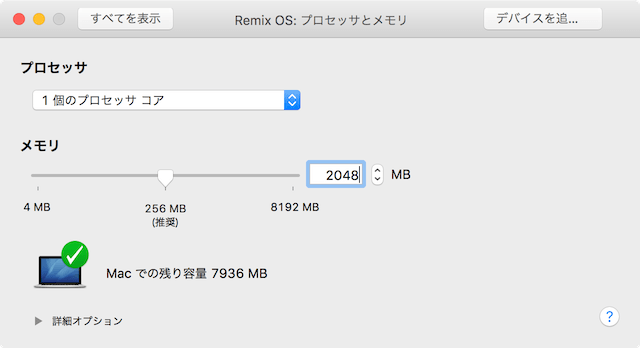 すべてを表示
Remix OS: プロセッサとメモリ
デバイスを追...
プロセッサ
1 個のプロセッサ コア
メモリ
2048 MB
4 MB
256 MB
8192 MB
(推奨)
Mac での残り容量 7936 MB
詳細オプション
?